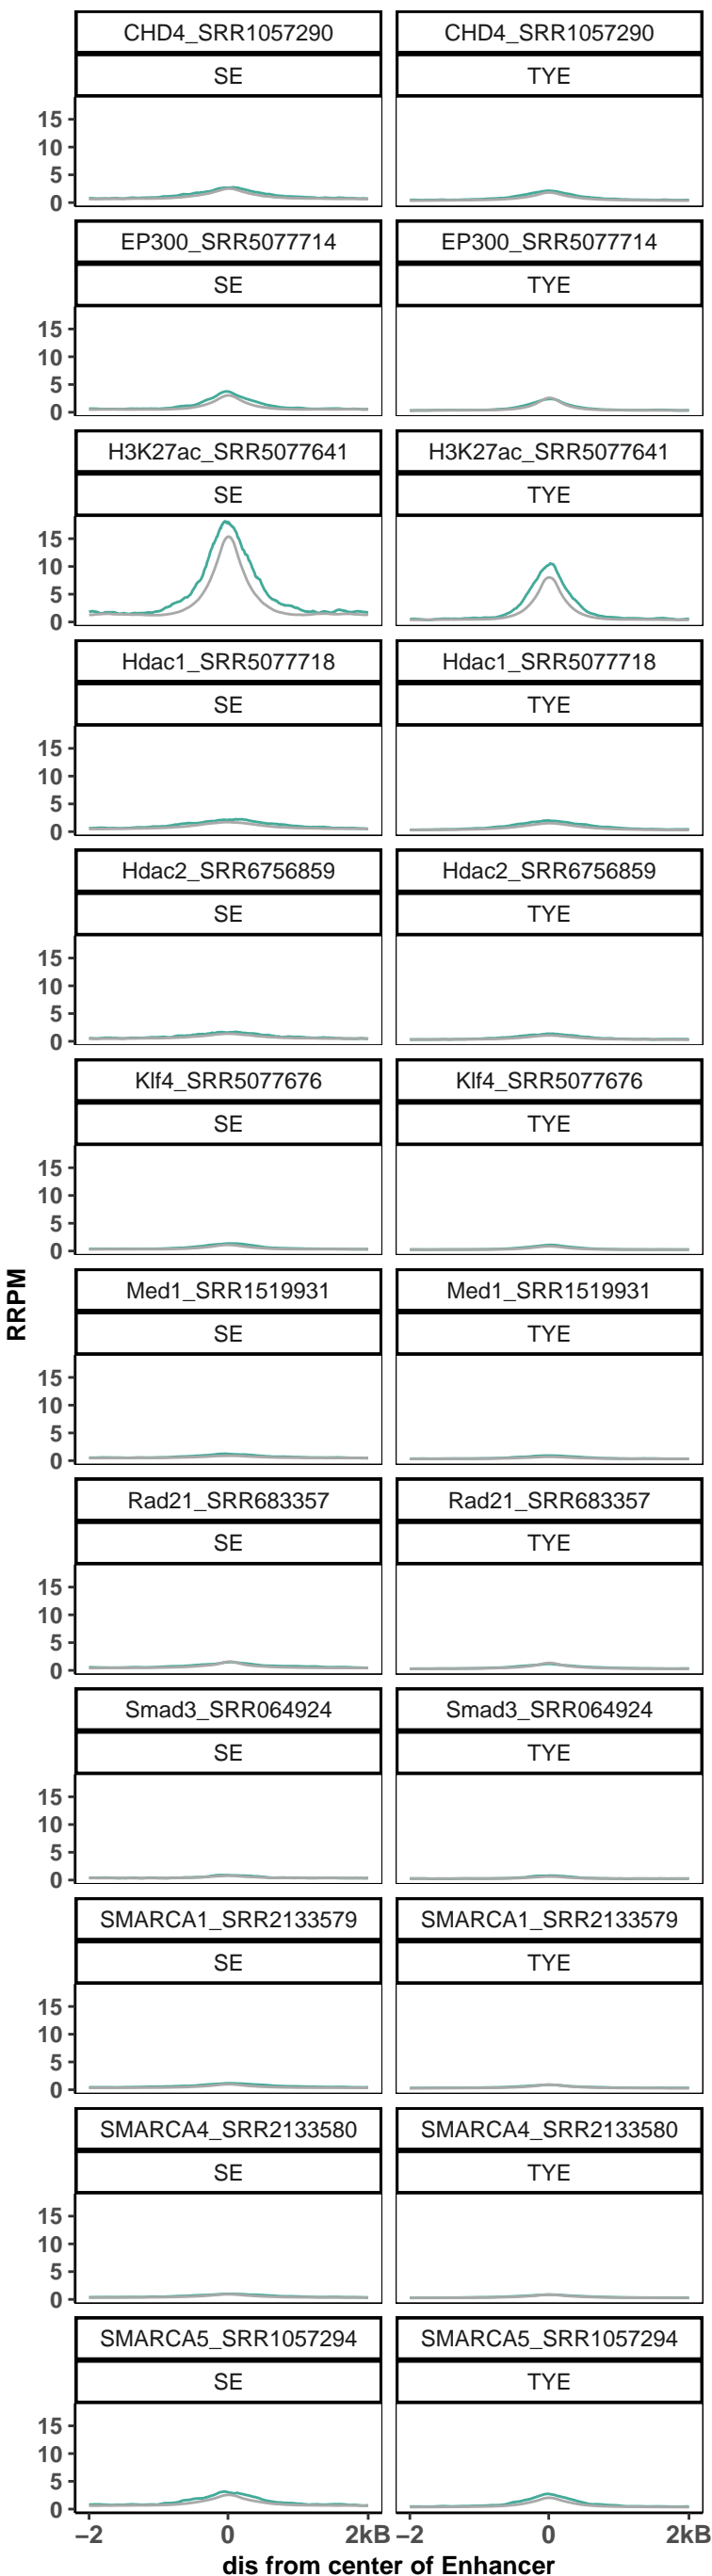 CHD4_SRR1057290 CHD4_SRR1057290
SE TYE
15
10
5
0
EP300_SRR5077714 EP300_SRR5077714
SE TYE
15
10
5
0
H3K27ac_SRR5077641 H3K27ac_SRR5077641
SE TYE
15
10
5
0
Hdac1_SRR5077718 Hdac1_SRR5077718
SE TYE
15
10
5
0
Hdac2_SRR6756859 Hdac2_SRR6756859
SE TYE
15
10
5
0
Klf4_SRR5077676 Klf4_SRR5077676
SE TYE
15
10
5
0
RRPM
Med1_SRR1519931 Med1_SRR1519931
SE TYE
15
10
5
0
Rad21_SRR683357 Rad21_SRR683357
SE TYE
15
10
5
0
Smad3_SRR064924 Smad3_SRR064924
SE TYE
15
10
5
0
SMARCA1_SRR2133579 SMARCA1_SRR2133579
SE TYE
15
10
5
0
SMARCA4_SRR2133580 SMARCA4_SRR2133580
SE TYE
15
10
5
0
SMARCA5_SRR1057294 SMARCA5_SRR1057294
SE TYE
15
10
5
0
−2 0 2kB −2 0 2kB
dis from center of Enhancer